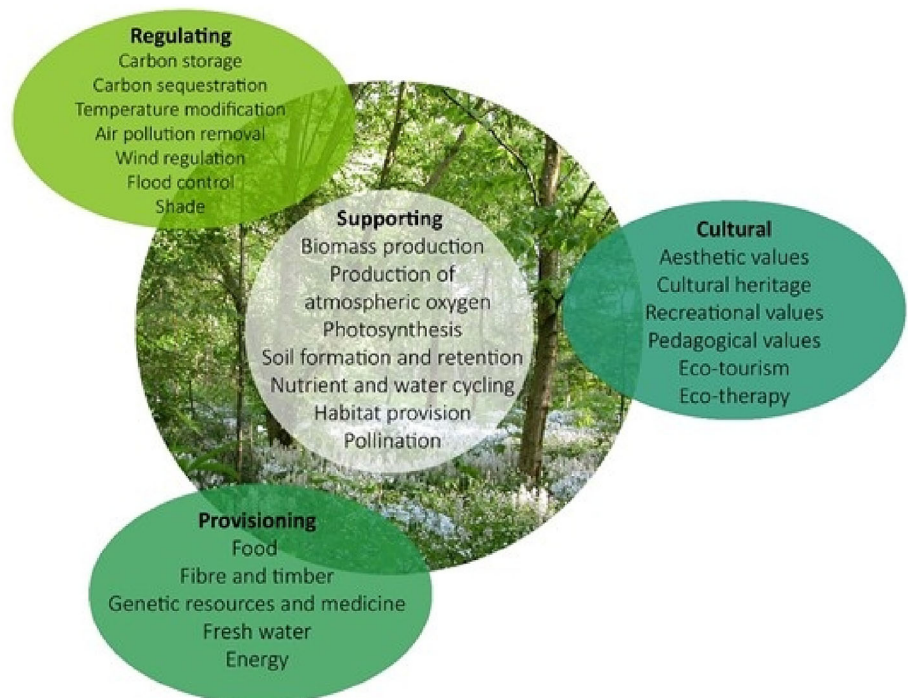 Regulating
Carbon storage
Carbon sequestration
Temperature modification
Air pollution removal
Wind regulation
Flood control
Shade
Supporting
Biomass production
Production of
atmospheric oxygen
Photosynthesis
Soil formation and retention
Nutrient and water cycling
Habitat provision
Pollination
Cultural
Aesthetic values
Cultural heritage
Recreational values
Pedagogical values
Eco-tourism
Eco-therapy
Provisioning
Food
Fibre and timber
Genetic resources and medicine
Fresh water
Energy